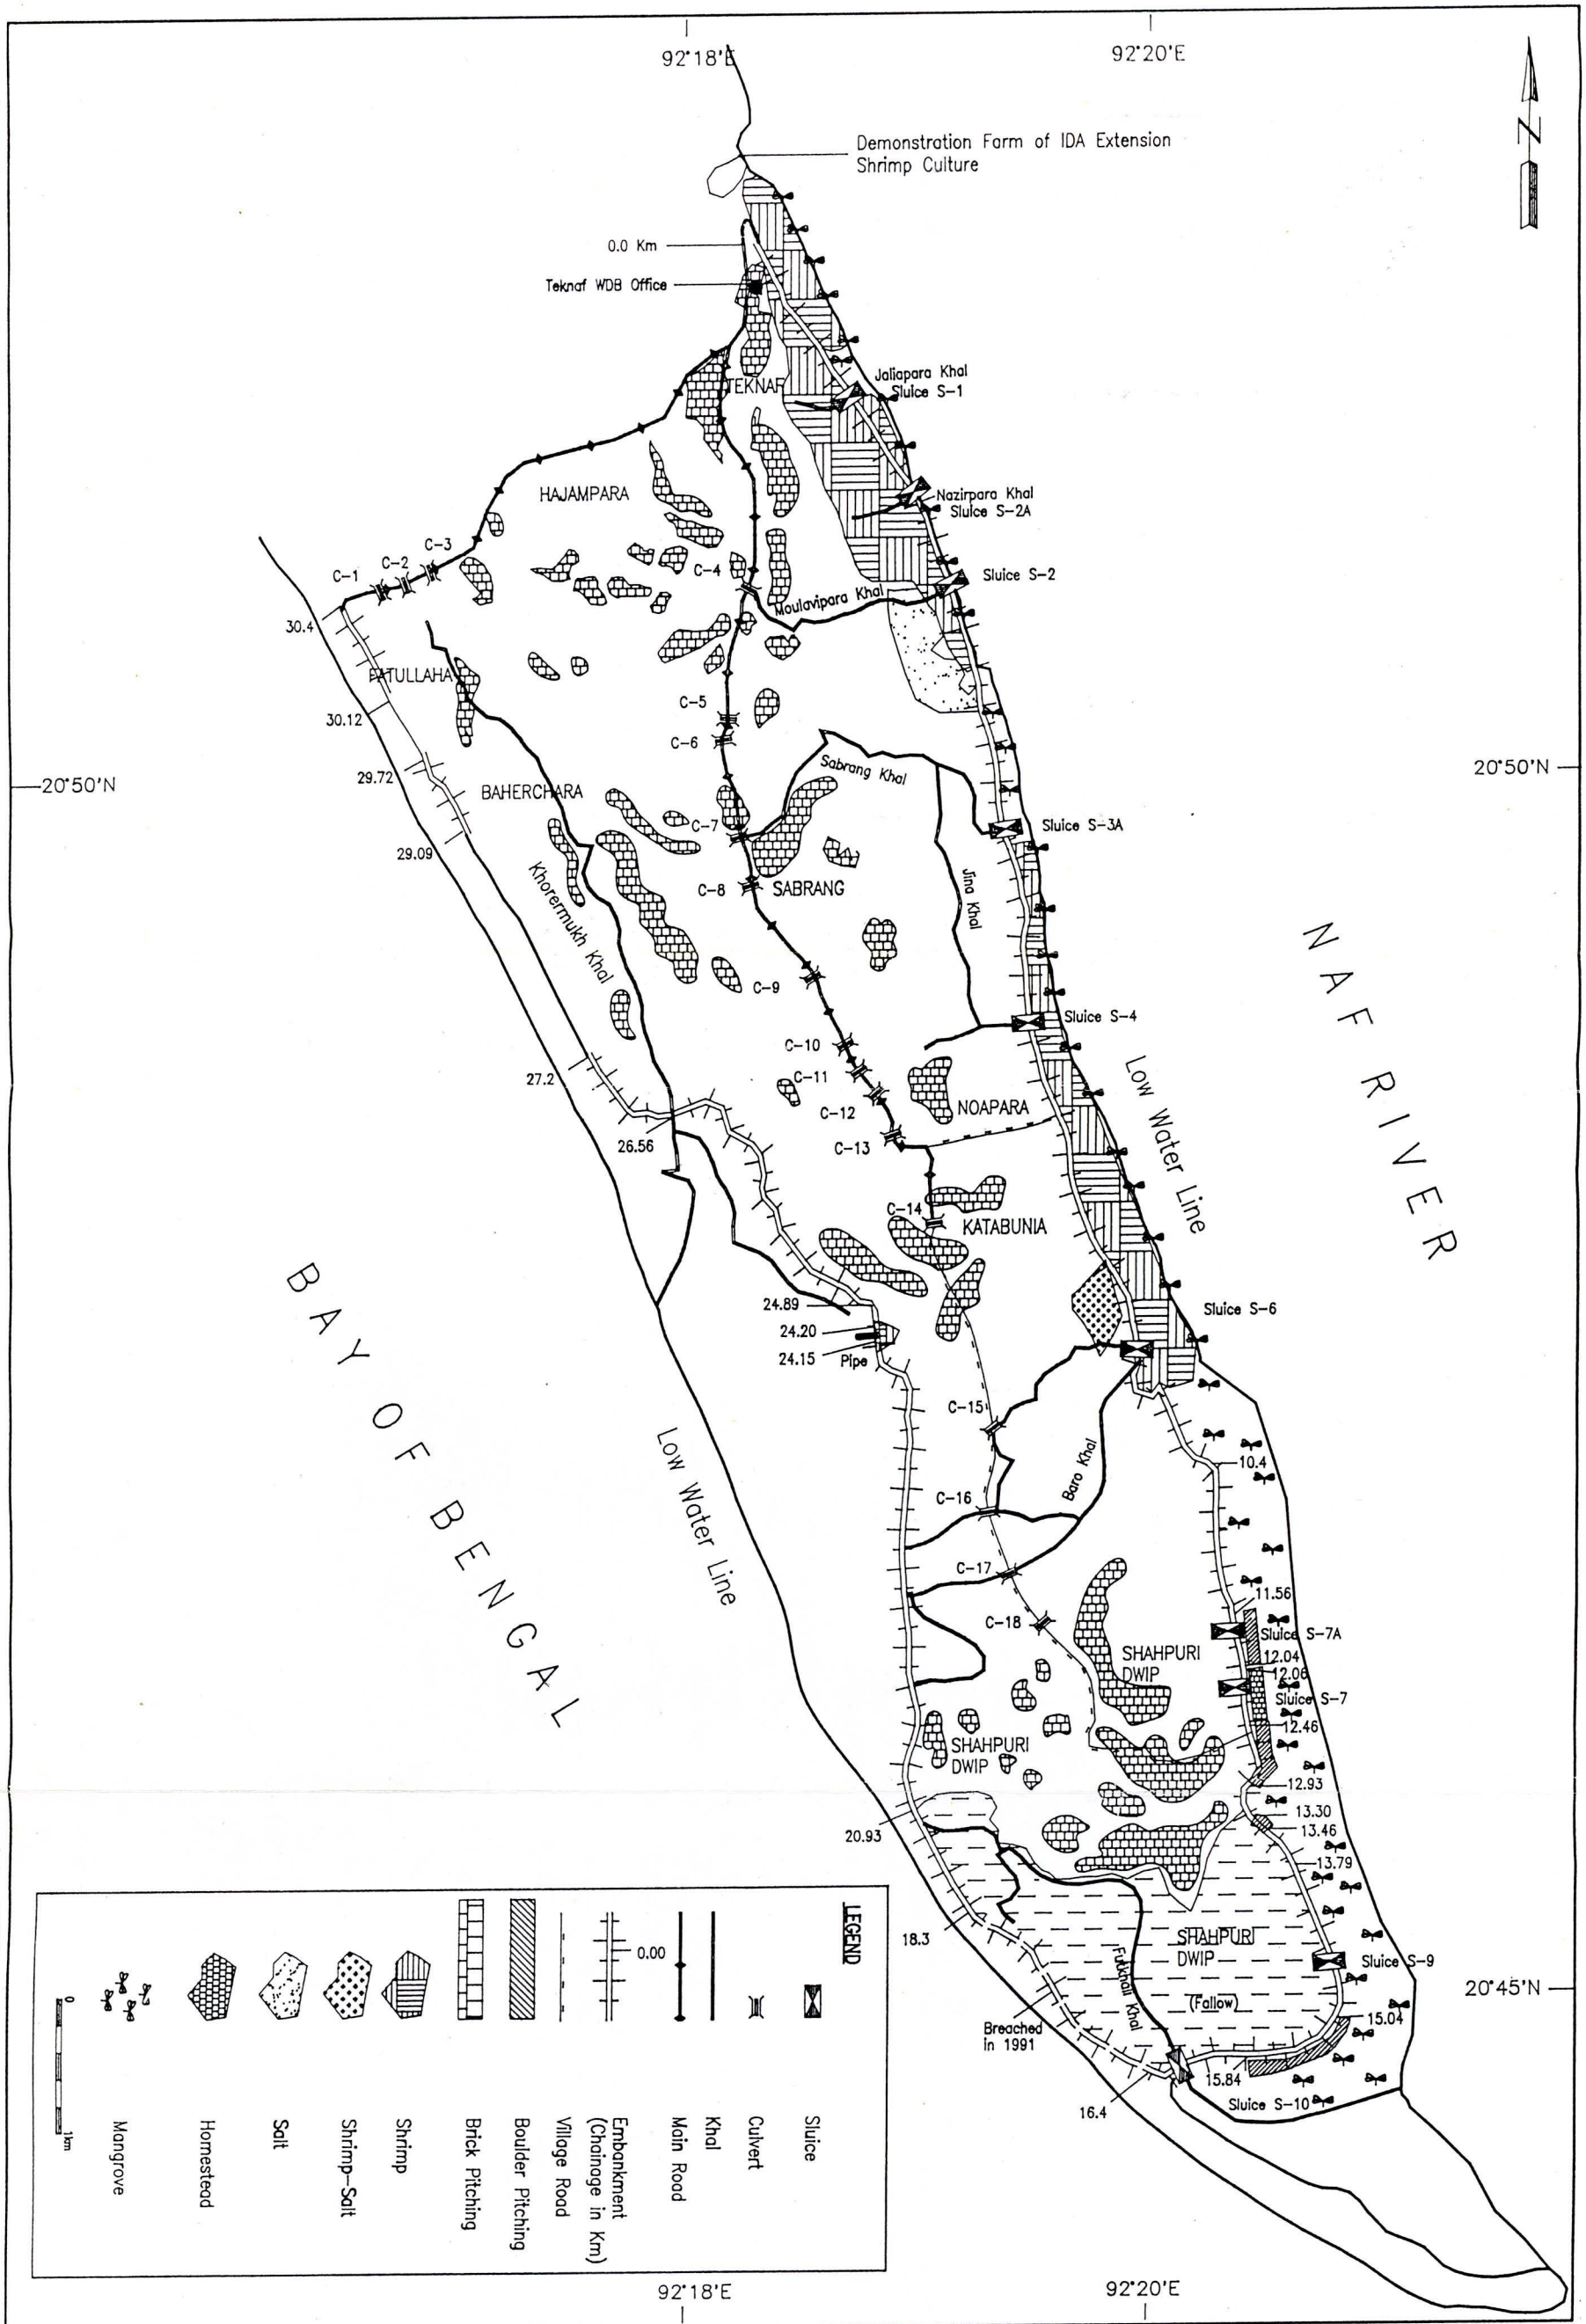 92°18'E
92°20'E
N
Demonstration Farm of IDA Extension
Shrimp Culture
0.0 Km
Teknaf WDB Office
TEKNAF
Jaliapara Khal
Sluice S-1
HAJAMPARA
Nazirpara Khal
Sluice S-2A
C-1
C-2
C-3
C-4
Sluice S-2
Moulavipara Khal
30.4
FATULLAHA
30.12
C-5
C-6
29.72
20°50'N
20°50'N
BAHERCHARA
Sabrang Khal
C-7
Sluice S-3A
29.09
C-8
SABRANG
Khorermukh Khal
Jina Khal
C-9
NAF RIVER
Sluice S-4
C-10
C-11
27.2
C-12
NOAPARA
Low Water Line
C-13
26.56
C-14
KATABUNIA
24.89
24.20
24.15
Pipe
Sluice S-6
BAY OF BENGAL
Low Water Line
C-15
Baro Khal
10.4
C-16
C-17
11.56
C-18
Sluice S-7A
SHAHPURI
DWIP
12.04
12.06
Sluice S-7
12.46
SHAHPURI
DWIP
12.93
13.30
13.46
20.93
13.79
18.3
SHAHPURI
DWIP
Sluice S-9
(Fallow)
20°45'N
Futkhali Khal
15.04
Breached
in 1991
15.84
16.4
Sluice S-10
LEGEND
Sluice
Culvert
Khal
Main Road
0.00
Embankment
(Chainage in Km)
Village Road
Boulder Pitching
Brick Pitching
Shrimp
Shrimp-Salt
Salt
Homestead
Mangrove
0
1km
92°18'E
92°20'E